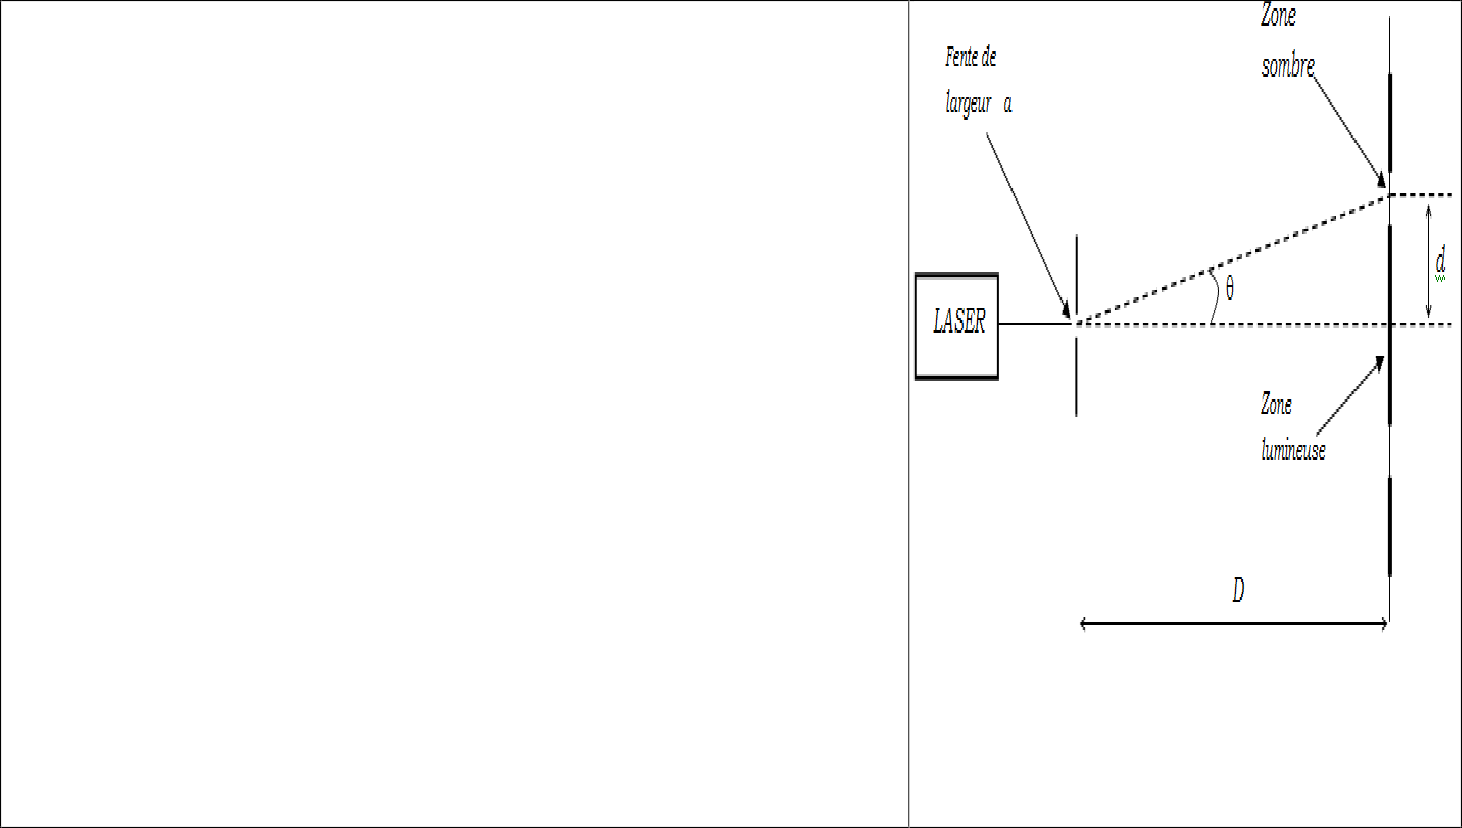 Zone
sombre
Fente de
largeur a
d
θ
LASER
Zone
lumineuse
D